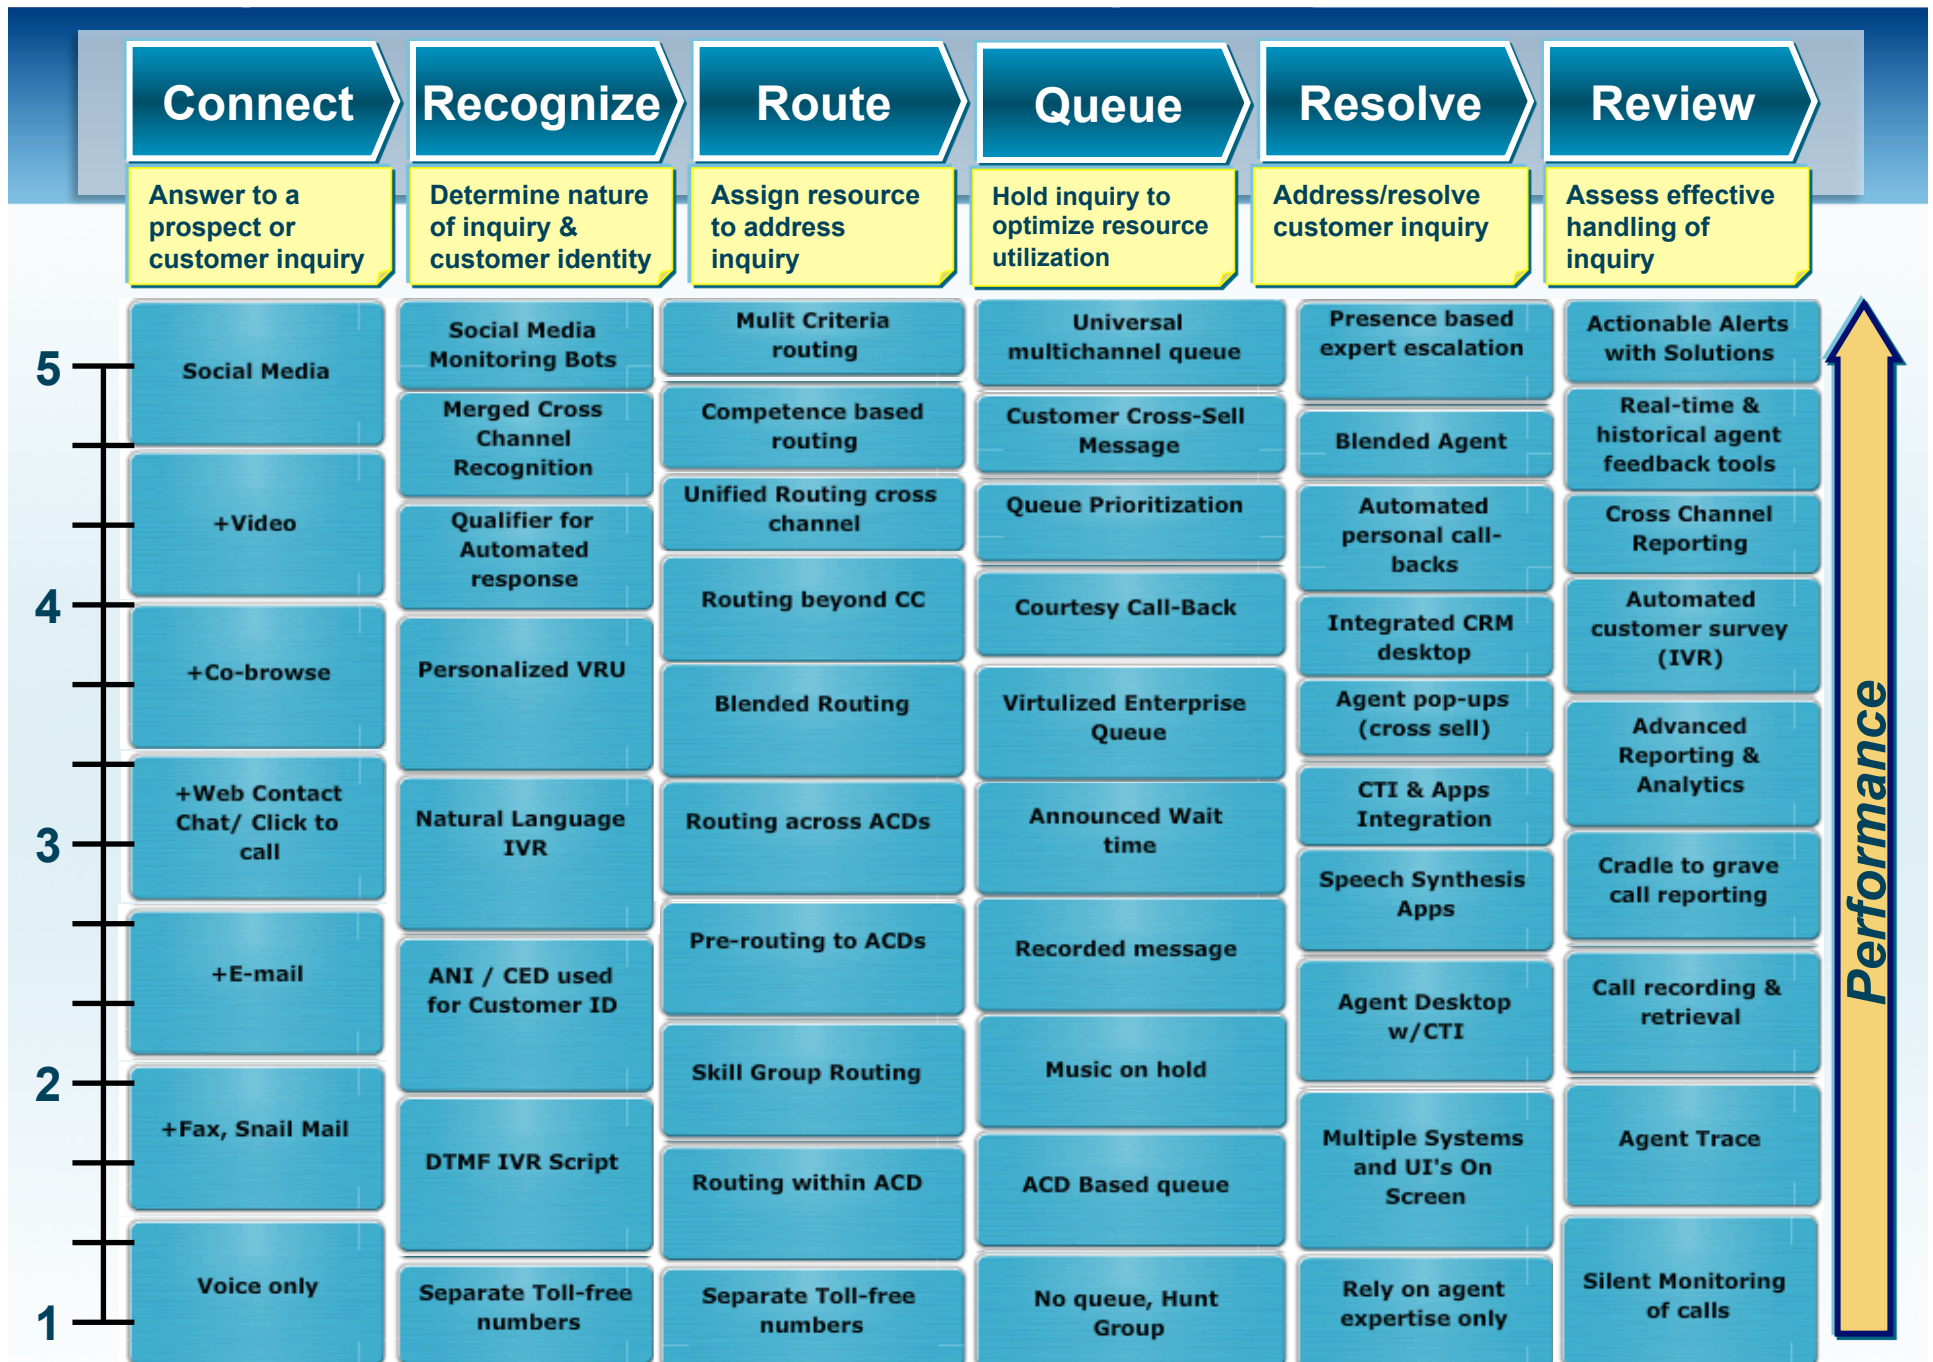 Connect
Recognize
Route
Queue
Resolve
Review
Answer to a
prospect or
customer inquiry
Determine nature
of inquiry &
customer identity
Assign resource
to address
inquiry
Hold inquiry to
optimize resource
utilization
Address/resolve
customer inquiry
Assess effective
handling of
inquiry
5
4
3
2
1
Social Media
+Video
+Co-browse
+Web Contact
Chat/ Click to
call
+E-mail
+Fax, Snail Mail
Voice only
Social Media
Monitoring Bots
Merged Cross
Channel
Recognition
Qualifier for
Automated
response
Personalized VRU
Natural Language
IVR
ANI / CED used
for Customer ID
DTMF IVR Script
Separate Toll-free
numbers
Mulit Criteria
routing
Competence based
routing
Unified Routing cross
channel
Routing beyond CC
Blended Routing
Routing across ACDs
Pre-routing to ACDs
Skill Group Routing
Routing within ACD
Separate Toll-free
numbers
Universal
multichannel queue
Customer Cross-Sell
Message
Queue Prioritization
Courtesy Call-Back
Virtulized Enterprise
Queue
Announced Wait
time
Recorded message
Music on hold
ACD Based queue
No queue, Hunt
Group
Presence based
expert escalation
Blended Agent
Automated
personal call-
backs
Integrated CRM
desktop
Agent pop-ups
(cross sell)
CTI & Apps
Integration
Speech Synthesis
Apps
Agent Desktop
w/CTI
Multiple Systems
and UI's On
Screen
Rely on agent
expertise only
Actionable Alerts
with Solutions
Real-time &
historical agent
feedback tools
Cross Channel
Reporting
Automated
customer survey
(IVR)
Advanced
Reporting &
Analytics
Cradle to grave
call reporting
Call recording &
retrieval
Agent Trace
Silent Monitoring
of calls
Performance